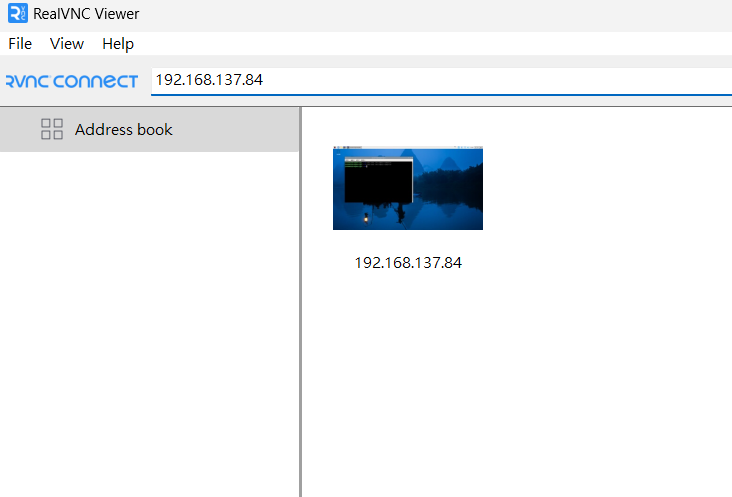 RealVNC Viewer
File View Help
RVNC CONNECT 192.168.137.84
Address book
192.168.137.84